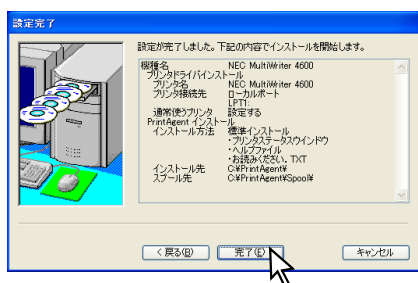 設定完了
設定が完了しました。下記の内容でインストールを開始します。
機種名 NEC MultiWriter 4600
プリンタドライバインストール
プリンタ名 NEC MultiWriter 4600
プリンタ接続先 ローカルポート
LPT1:
通常使うプリンタ 設定する
PrintAgent インストール
インストール方法 標準インストール
・プリンタステータスウインドウ
・ヘルプファイル
・お読みください.TXT
インストール先 C:¥PrintAgent¥
スプール先 C:¥PrintAgent¥Spool¥
< 戻る(B) 完了(E) キャンセル